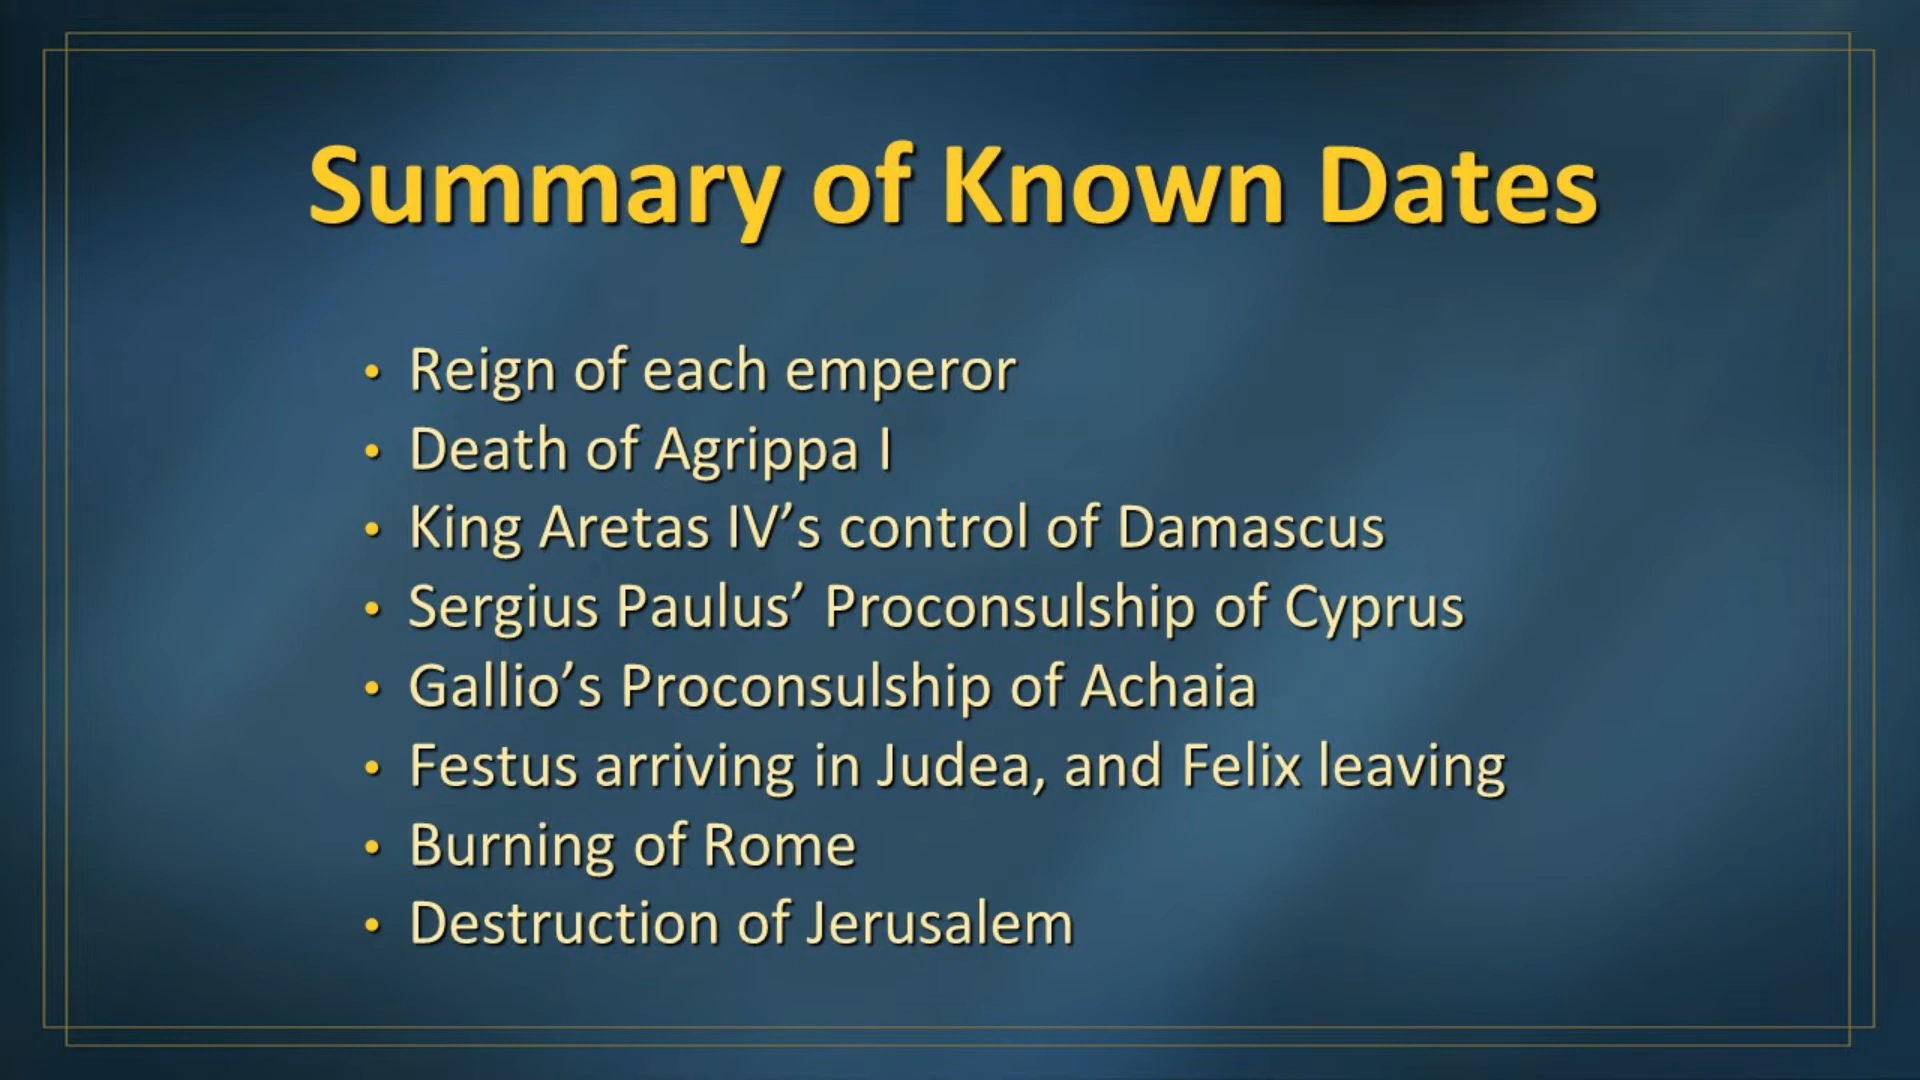 Summary of Known Dates
• Reign of each emperor
• Death of Agrippa I
• King Aretas IV’s control of Damascus
• Sergius Paulus’ Proconsulship of Cyprus
• Gallio’s Proconsulship of Achaia
• Festus arriving in Judea, and Felix leaving
• Burning of Rome
• Destruction of Jerusalem